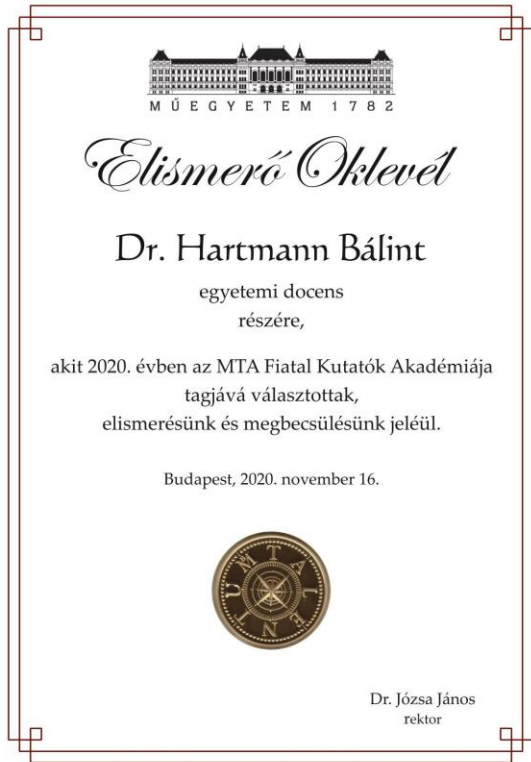 MŰEGYETEM 1782
Elismerő Oklevél
Dr. Hartmann Bálint
egyetemi docens
részére,
akit 2020. évben az MTA Fiatal Kutatók Akadémiája
tagjává választottak,
elismerésünk és megbecsülésünk jeléül.
Budapest, 2020. november 16.
TALENTUM
Dr. Józsa János
rektor